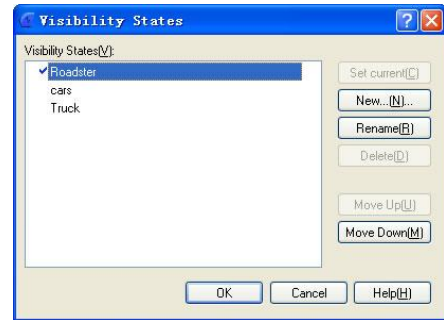 Visibility States
Visibility States(V):
Roadster
cars
Truck
Set current(C)
New...(N)...
Rename(R)
Delete(D)
Move Up(U)
Move Down(M)
OK
Cancel
Help(H)